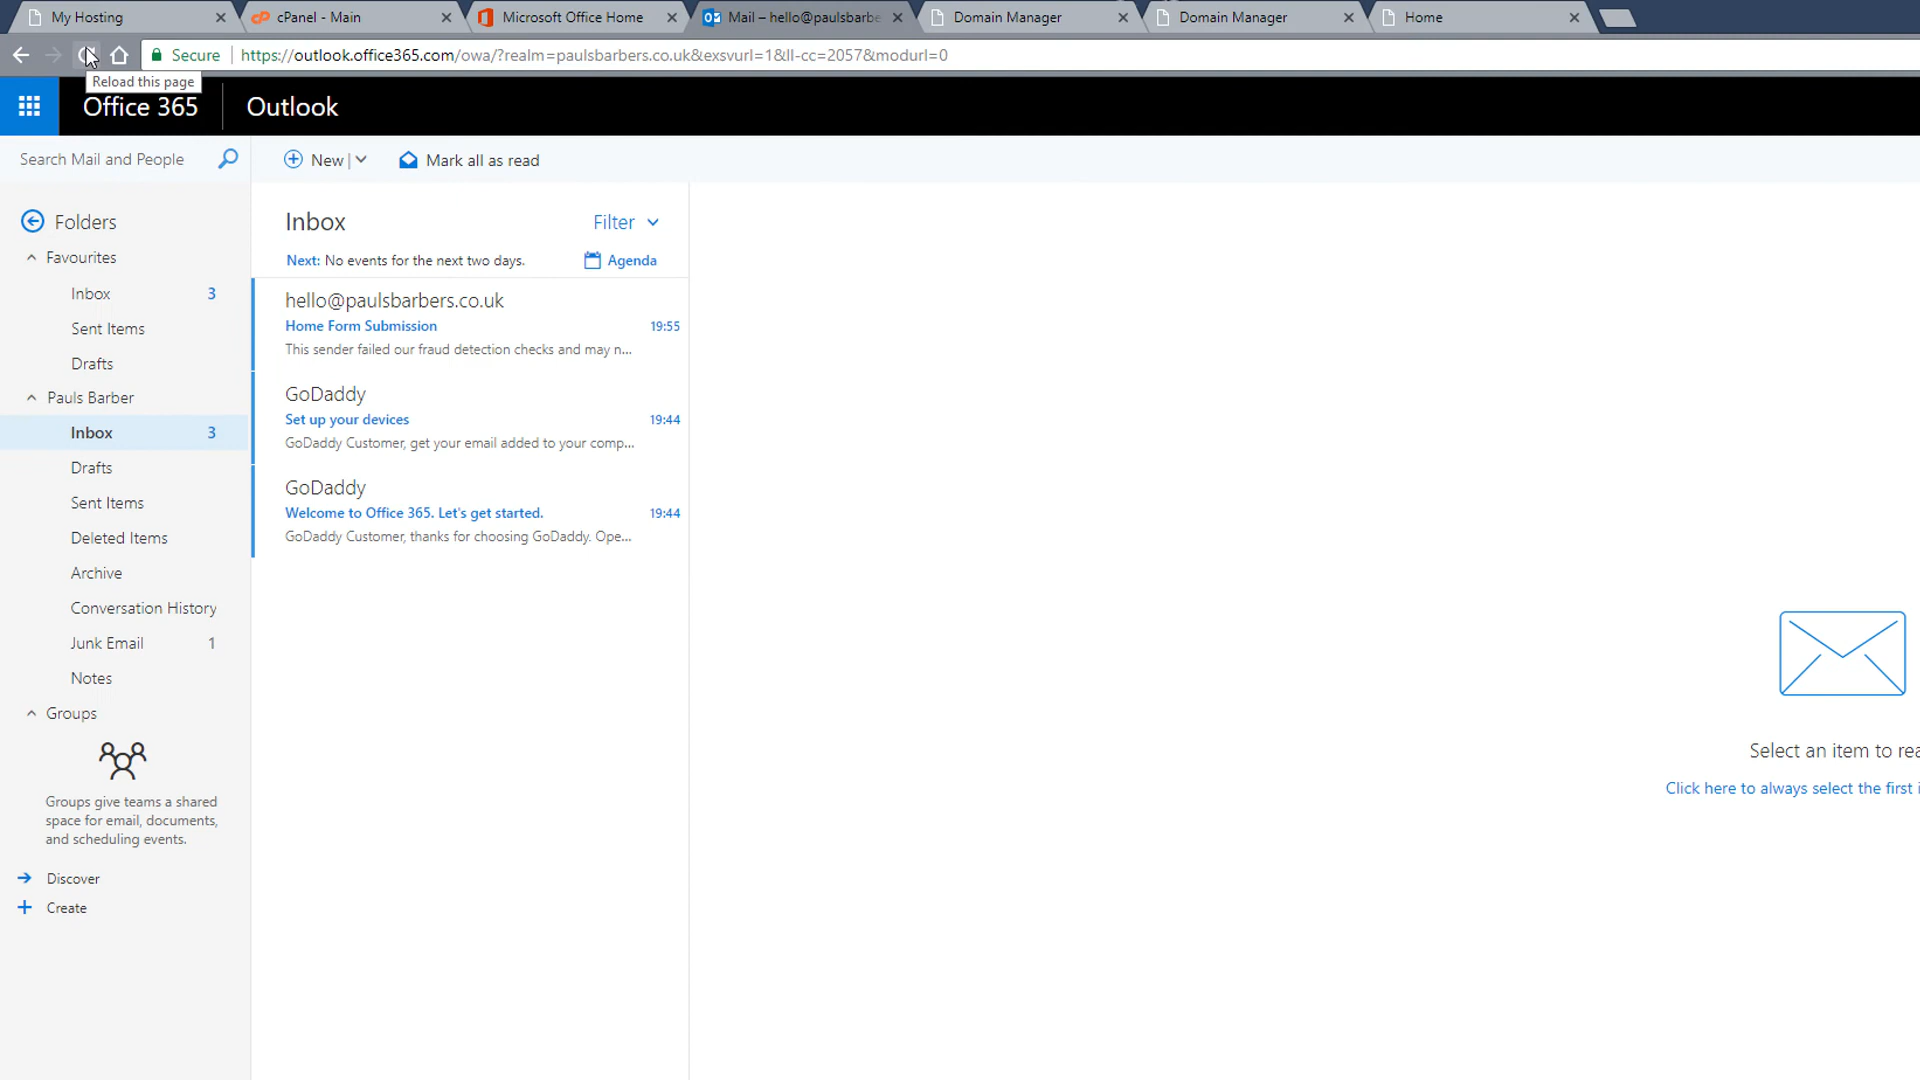 My Hosting
cPanel - Main
Microsoft Office Home
Mail – hello@paulsbarbe
Domain Manager
Domain Manager
Home
Secure
https://outlook.office365.com/owa/?realm=paulsbarbers.co.uk&exsvurl=1&ll-cc=2057&modurl=0
Reload this page
Office 365
Outlook
Search Mail and People
New
Mark all as read
Folders
Favourites
Inbox 3
Sent Items
Drafts
Pauls Barber
Inbox 3
Drafts
Sent Items
Deleted Items
Archive
Conversation History
Junk Email 1
Notes
Groups
Groups give teams a shared
space for email, documents,
and scheduling events.
Discover
Create
Inbox
Filter
Next: No events for the next two days.
Agenda
hello@paulsbarbers.co.uk
Home Form Submission 19:55
This sender failed our fraud detection checks and may n...
GoDaddy
Set up your devices 19:44
GoDaddy Customer, get your email added to your comp...
GoDaddy
Welcome to Office 365. Let's get started. 19:44
GoDaddy Customer, thanks for choosing GoDaddy. Ope...
Select an item to rea
Click here to always select the first i